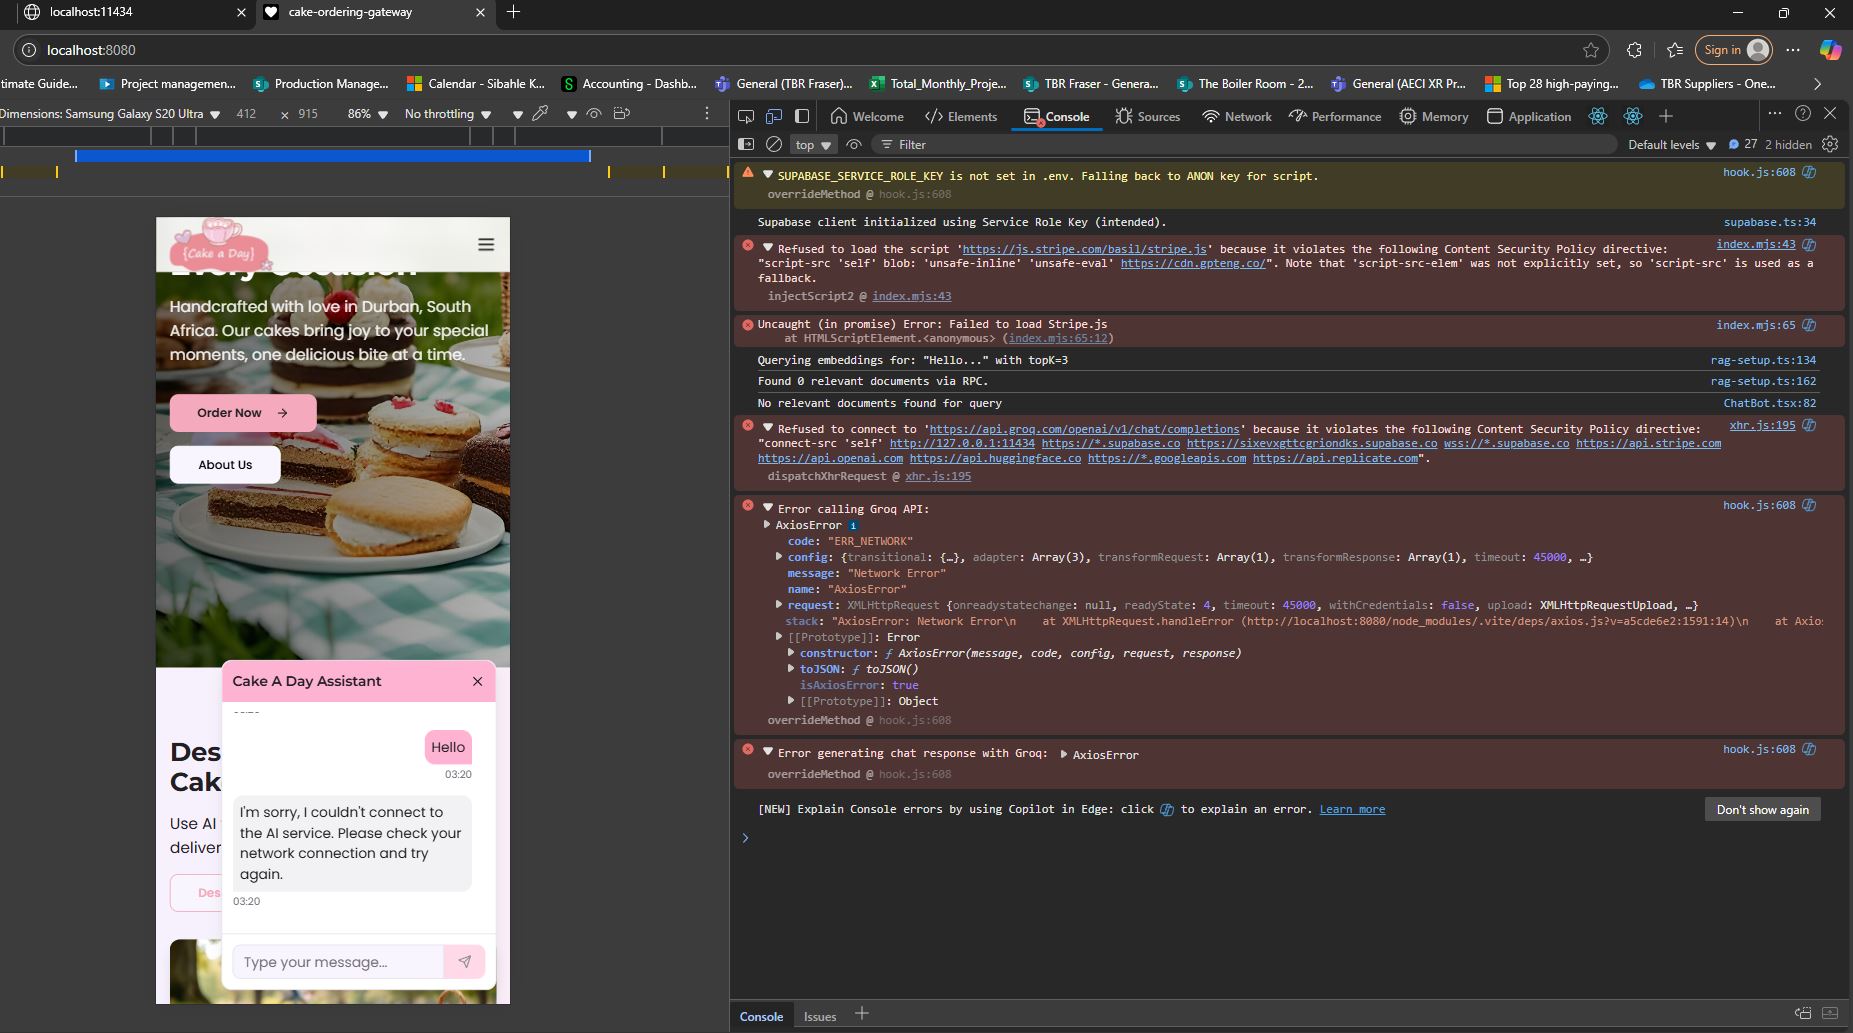 localhost:11434
cake-ordering-gateway
localhost:8080
Sign in
timate Guide...
Project managemen...
Production Manage...
Calendar - Sibahle K...
Accounting - Dashb...
General (TBR Fraser)...
Total_Monthly_Proje...
TBR Fraser - Genera...
The Boiler Room - 2...
General (AECI XR Pr...
Top 28 high-paying,...
TBR Suppliers - One...
Dimensions: Samsung Galaxy S20 Ultra 412 × 915 86% No throttling
Welcome Elements Console Sources Network Performance Memory Application
top Filter Default levels 27 2 hidden
SUPABASE_SERVICE_ROLE_KEY is not set in .env. Falling back to ANON key for script. hook.js:608
overrideMethod @ hook.js:608
Supabase client initialized using Service Role Key (intended). supabase.ts:34
Refused to load the script 'https://js.stripe.com/basil/stripe.js' because it violates the following Content Security Policy directive: index.mjs:43
"script-src 'self' blob: 'unsafe-inline' 'unsafe-eval' https://cdn.gpteng.co/". Note that 'script-src-elem' was not explicitly set, so 'script-src' is used as a
fallback.
injectScript2 @ index.mjs:43
Uncaught (in promise) Error: Failed to load Stripe.js index.mjs:65
at HTMLScriptElement.<anonymous> (index.mjs:65:12)
Querying embeddings for: "Hello..." with topK=3 rag-setup.ts:134
Found 0 relevant documents via RPC. rag-setup.ts:162
No relevant documents found for query ChatBot.tsx:82
Refused to connect to 'https://api.groq.com/openai/v1/chat/completions' because it violates the following Content Security Policy directive: xhr.js:195
"connect-src 'self' http://127.0.0.1:11434 https://*.supabase.co https://sixevxgttcgriondks.supabase.co wss://*.supabase.co https://api.stripe.com
https://api.openai.com https://api.huggingface.co https://*.googleapis.com https://api.replicate.com".
dispatchXhrRequest @ xhr.js:195
Error calling Groq API: hook.js:608
AxiosError i
code: "ERR_NETWORK"
config: {transitional: {…}, adapter: Array(3), transformRequest: Array(1), transformResponse: Array(1), timeout: 45000, …}
message: "Network Error"
name: "AxiosError"
request: XMLHttpRequest {onreadystatechange: null, readyState: 4, timeout: 45000, withCredentials: false, upload: XMLHttpRequestUpload, …}
stack: "AxiosError: Network Error\n    at XMLHttpRequest.handleError (http://localhost:8080/node_modules/.vite/deps/axios.js?v=a5cde6e2:1591:14)\n    at Axios
[[Prototype]]: Error
constructor: ƒ AxiosError(message, code, config, request, response)
toJSON: ƒ toJSON()
isAxiosError: true
[[Prototype]]: Object
overrideMethod @ hook.js:608
Error generating chat response with Groq: AxiosError hook.js:608
overrideMethod @ hook.js:608
[NEW] Explain Console errors by using Copilot in Edge: click to explain an error. Learn more
Don't show again
Console Issues
{Cake a Day}
Every Occasion
Handcrafted with love in Durban, South
Africa. Our cakes bring joy to your special
moments, one delicious bite at a time.
Order Now
About Us
Des
Cak
Use AI
deliver
Des
Cake A Day Assistant
Hello
03:20
I'm sorry, I couldn't connect to
the AI service. Please check your
network connection and try
again.
03:20
Type your message...